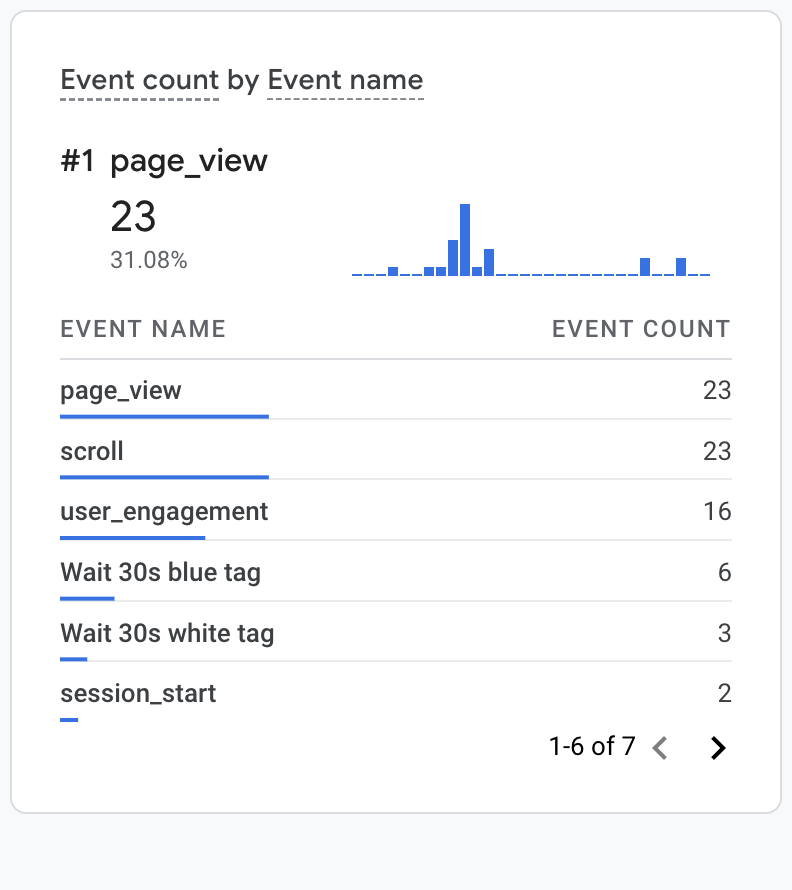 Event count by Event name
#1 page_view
23
31.08%
EVENT NAME EVENT COUNT
page_view 23
scroll 23
user_engagement 16
Wait 30s blue tag 6
Wait 30s white tag 3
session_start 2
1-6 of 7